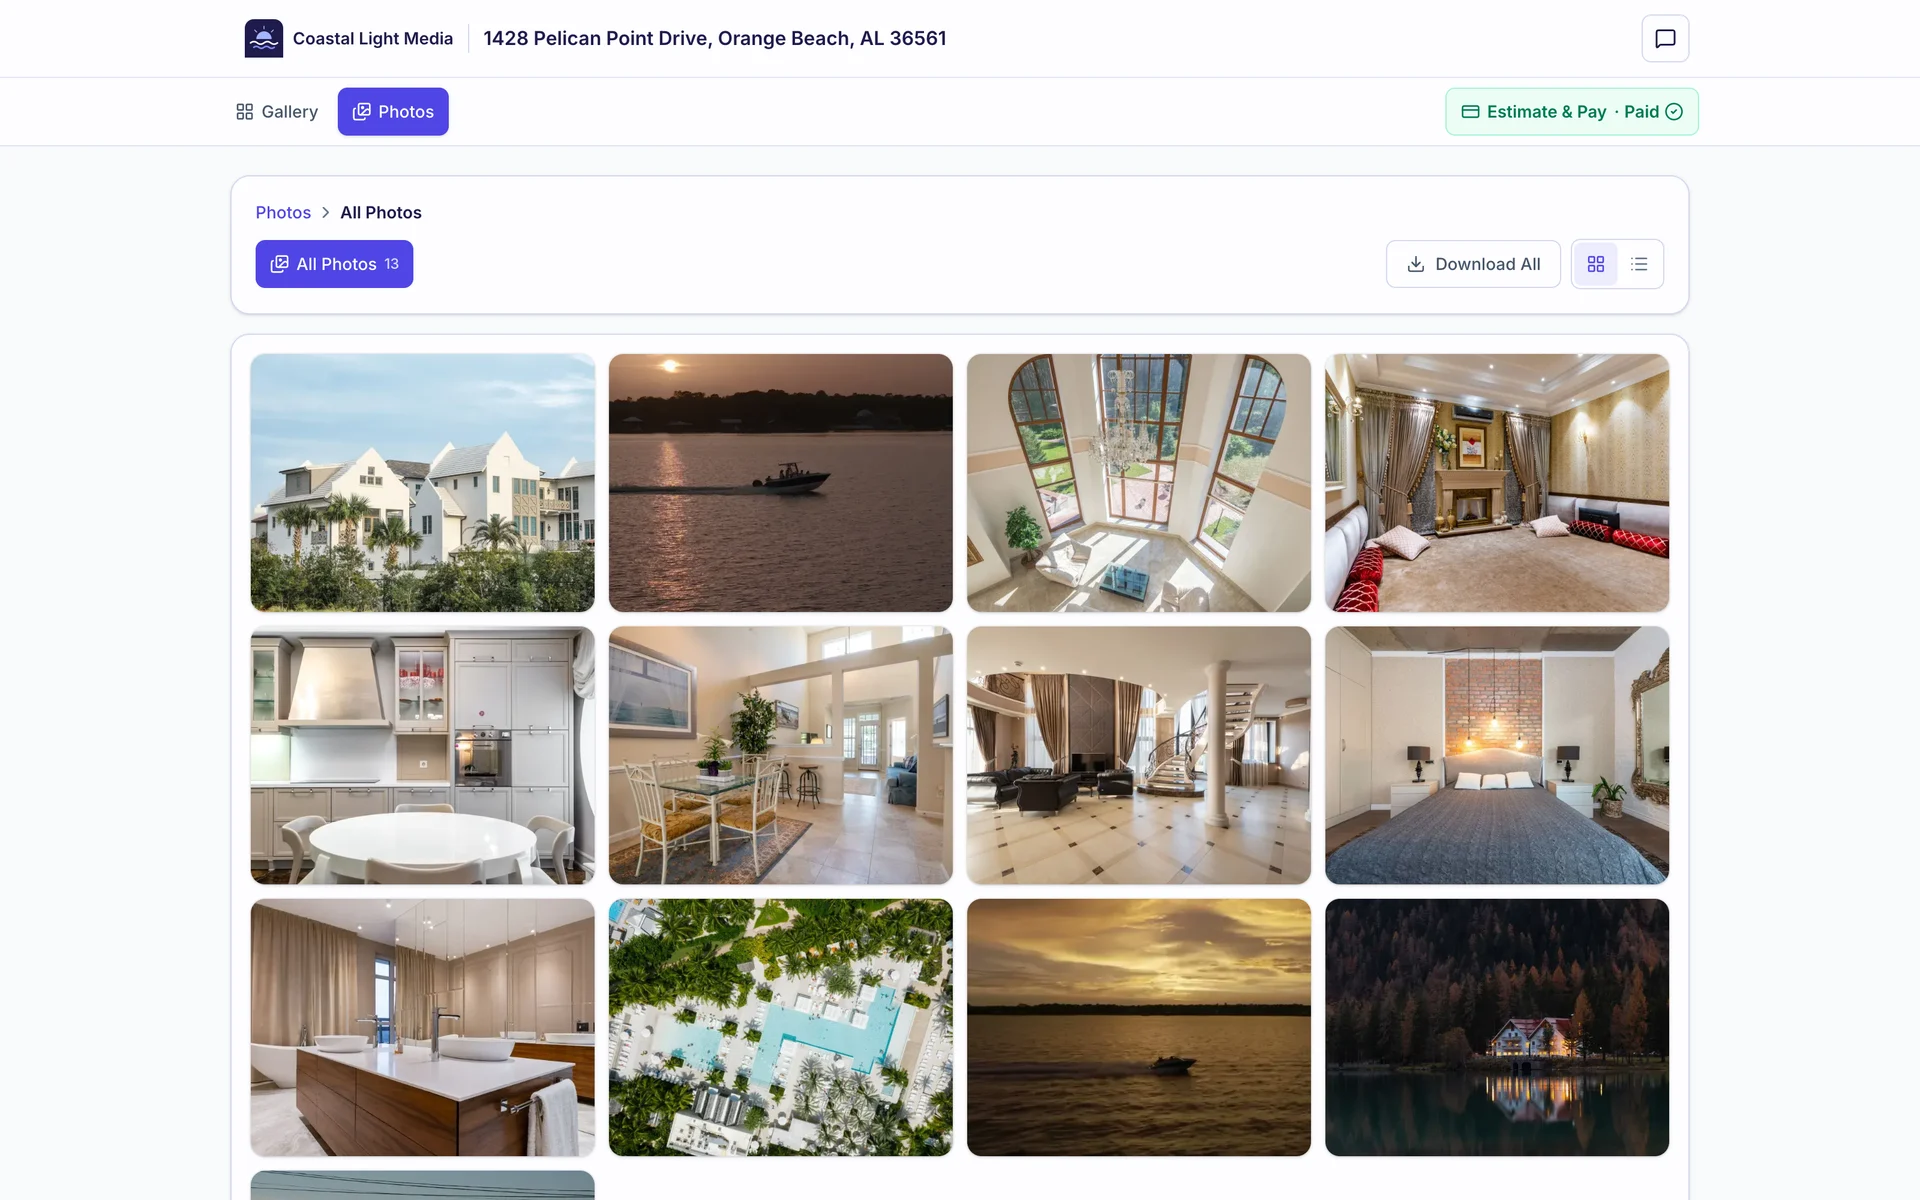 Coastal Light Media
1428 Pelican Point Drive, Orange Beach, AL 36561
Gallery
Photos
Estimate & Pay · Paid
Photos > All Photos
All Photos 13
Download All